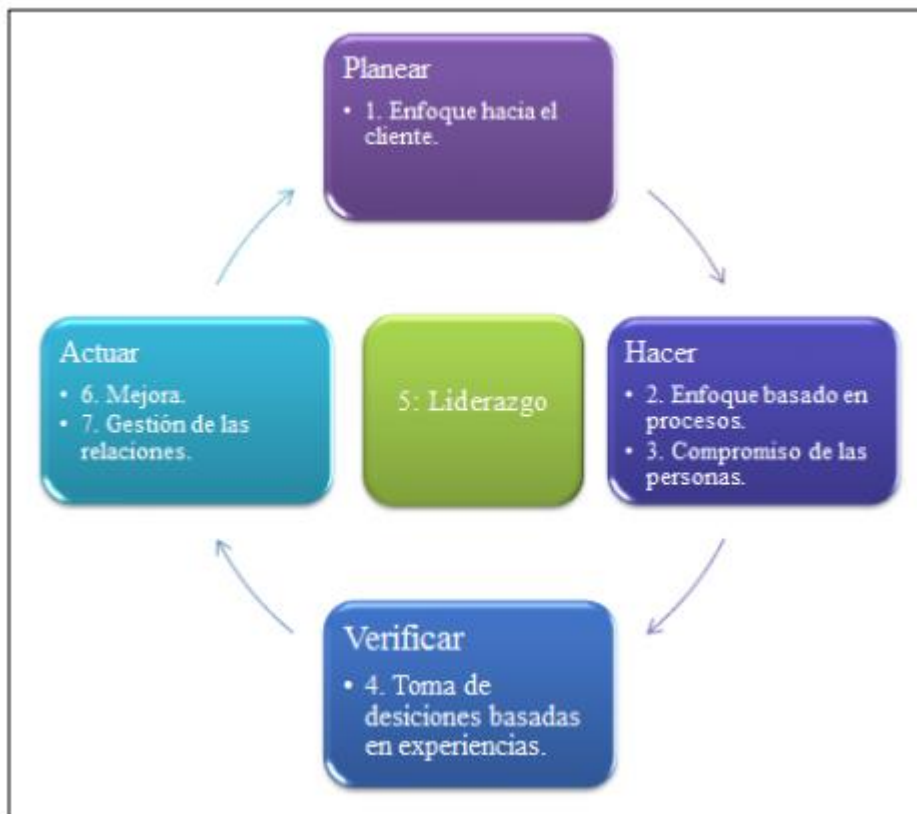 Planear
• 1. Enfoque hacia el
cliente.
Actuar
• 6. Mejora.
• 7. Gestión de las
relaciones.
5: Liderazgo
Hacer
• 2. Enfoque basado en
procesos.
• 3. Compromiso de las
personas.
Verificar
• 4. Toma de
desiciones basadas
en experiencias.